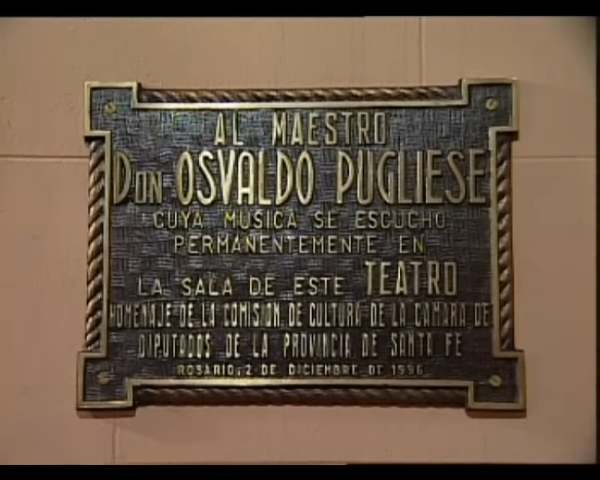 AL MAESTRO
DON OSVALDO PUGLIESE
CUYA MUSICA SE ESCUCHO
PERMANENTEMENTE EN
LA SALA DE ESTE TEATRO
HOMENAJE DE LA COMISION DE CULTURA DE LA CAMARA DE
DIPUTADOS DE LA PROVINCIA DE SANTA FE
ROSARIO, 2 DE DICIEMBRE DE 1996